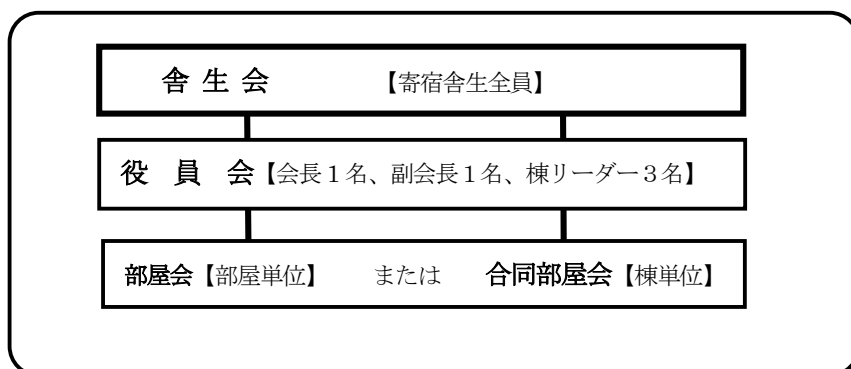 舎 生 会 【寄宿舎生全員】
役 員 会【会長１名、副会長１名、棟リーダー３名】
部屋会【部屋単位】 または 合同部屋会【棟単位】